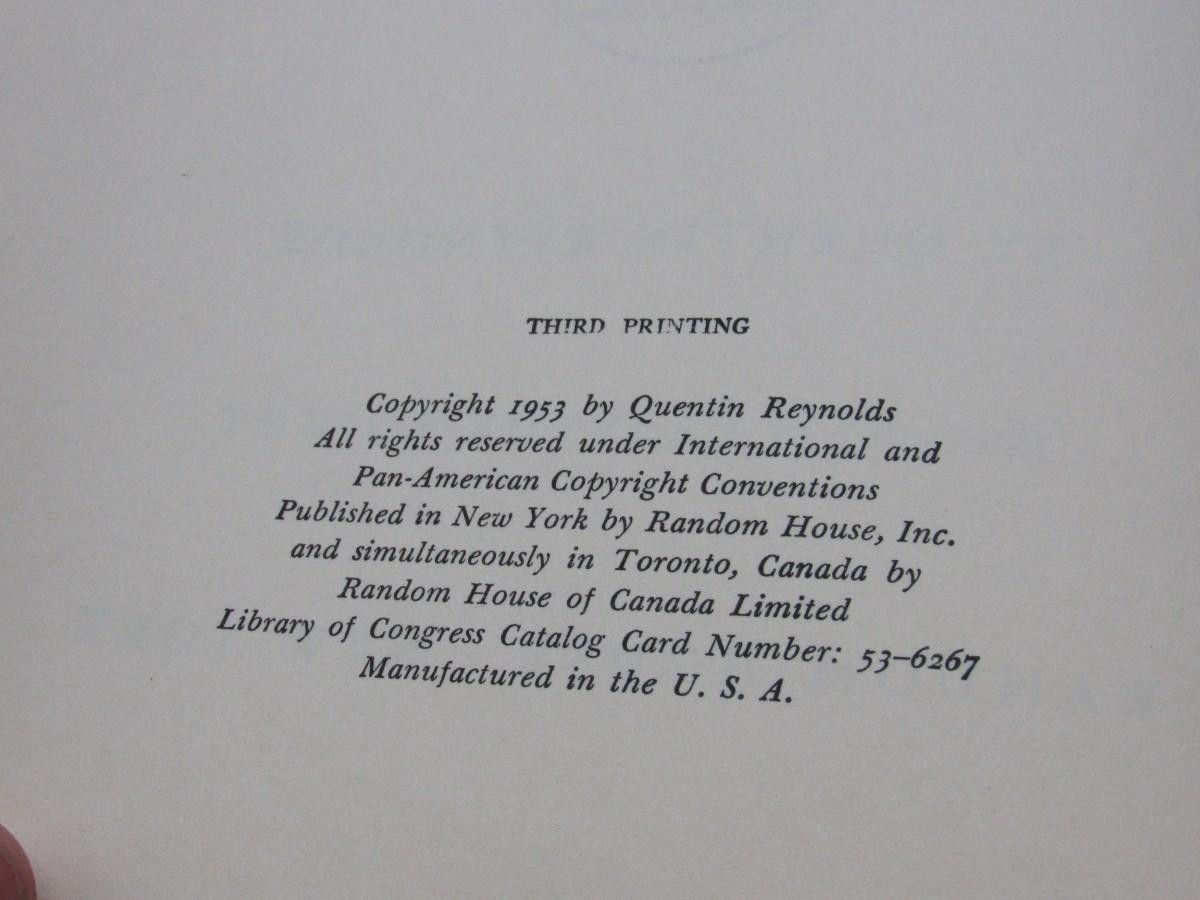 THIRD PRINTING
Copyright 1953 by Quentin Reynolds
All rights reserved under International and
Pan-American Copyright Conventions
Published in New York by Random House, Inc.
and simultaneously in Toronto, Canada by
Random House of Canada Limited
Library of Congress Catalog Card Number: 53-6267
Manufactured in the U. S. A.